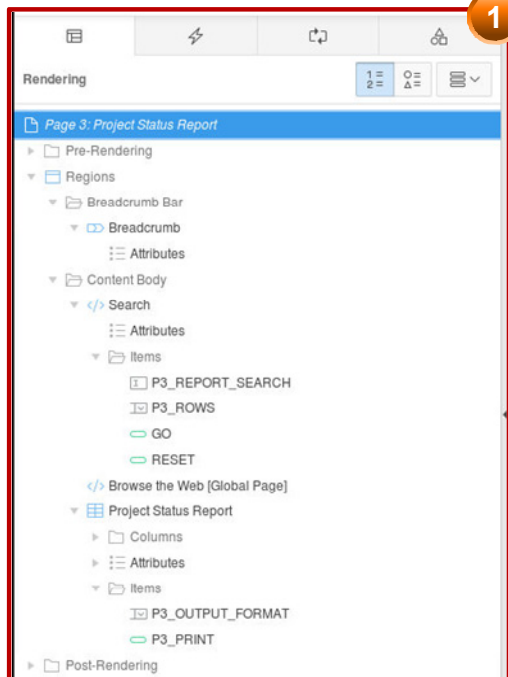 1
Rendering
Page 3: Project Status Report
Pre-Rendering
Regions
Breadcrumb Bar
Breadcrumb
Attributes
Content Body
Search
Attributes
Items
P3_REPORT_SEARCH
P3_ROWS
GO
RESET
Browse the Web [Global Page]
Project Status Report
Columns
Attributes
Items
P3_OUTPUT_FORMAT
P3_PRINT
Post-Rendering